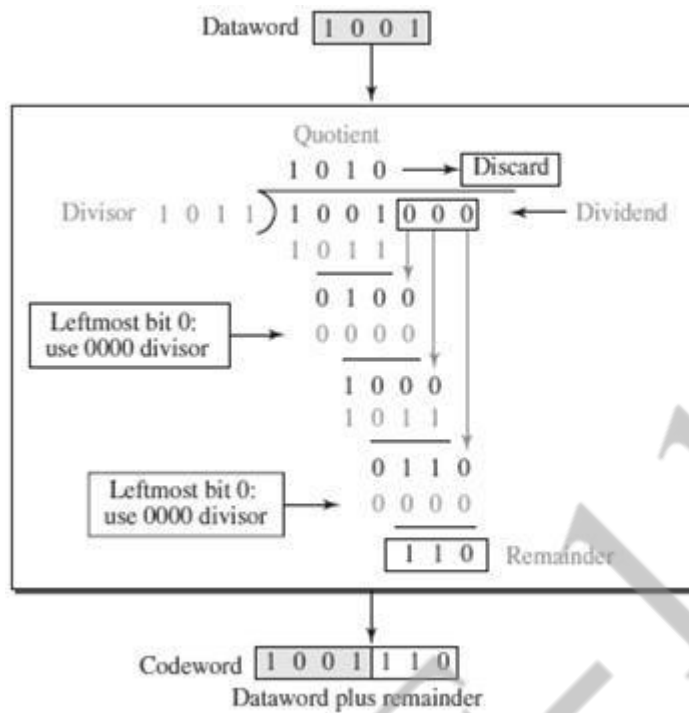 Dataword 1 0 0 1
Quotient
1 0 1 0 Discard
Divisor 1 0 1 1 1 0 0 1 0 0 0 Dividend
1 0 1 1
0 1 0 0
Leftmost bit 0:
use 0000 divisor
0 0 0 0
1 0 0 0
1 0 1 1
0 1 1 0
Leftmost bit 0:
use 0000 divisor
0 0 0 0
1 1 0 Remainder
Codeword 1 0 0 1 1 1 0
Dataword plus remainder